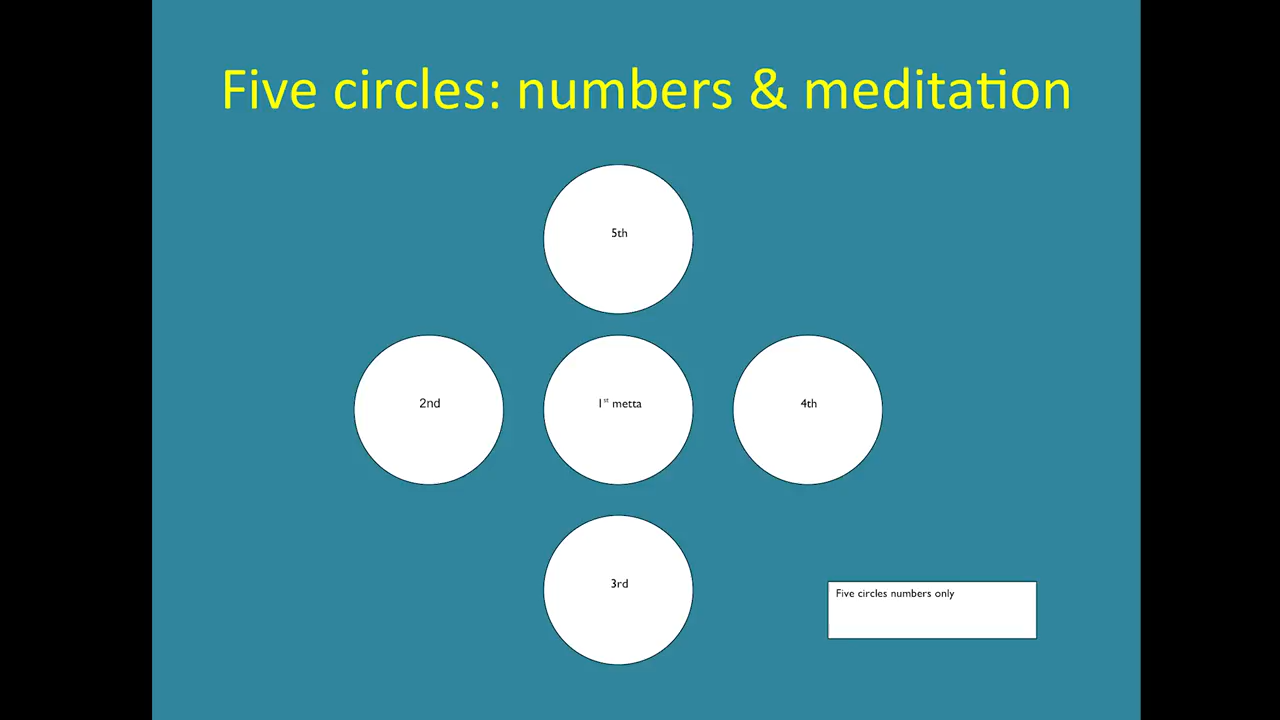 Five circles: numbers & meditation
5th
2nd
1st metta
4th
3rd
Five circles numbers only